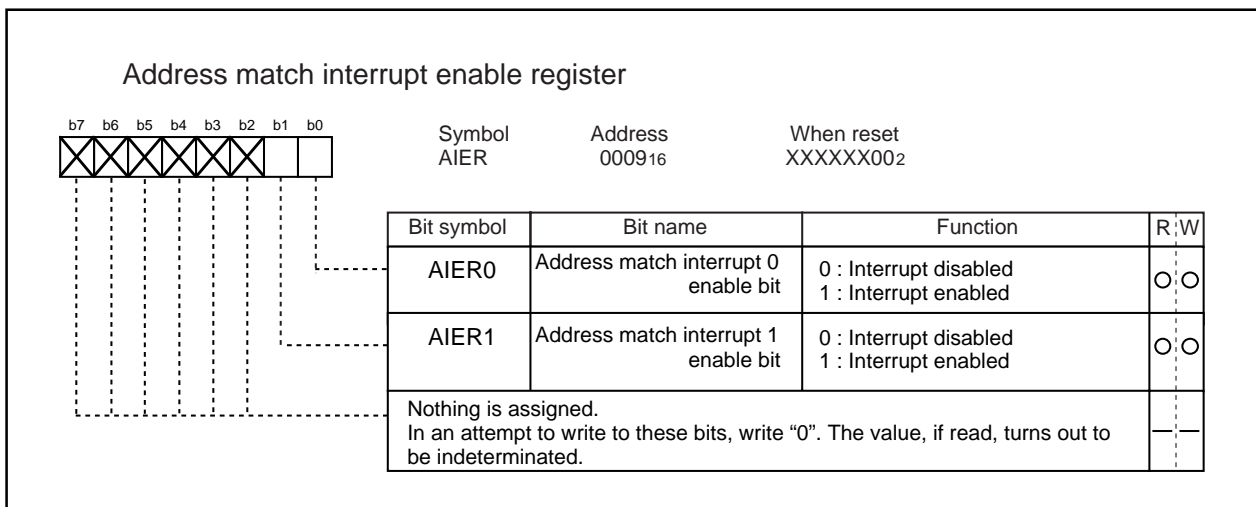 Address match interrupt enable register
b7 b6 b5 b4 b3 b2 b1 b0
Symbol Address When reset
AIER 000916 XXXXXX002
Bit symbol Bit name Function R W
AIER0 Address match interrupt 0 enable bit 0 : Interrupt disabled
1 : Interrupt enabled
AIER1 Address match interrupt 1 enable bit 0 : Interrupt disabled
1 : Interrupt enabled
Nothing is assigned.
In an attempt to write to these bits, write “0”. The value, if read, turns out to
be indeterminated.